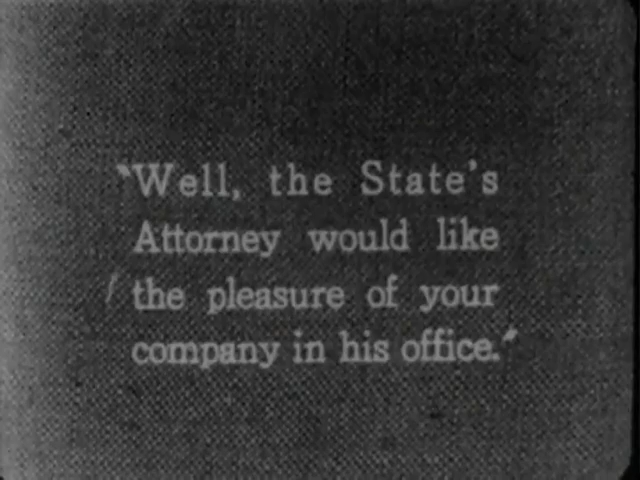 "Well, the State's
Attorney would like
the pleasure of your
company in his office."